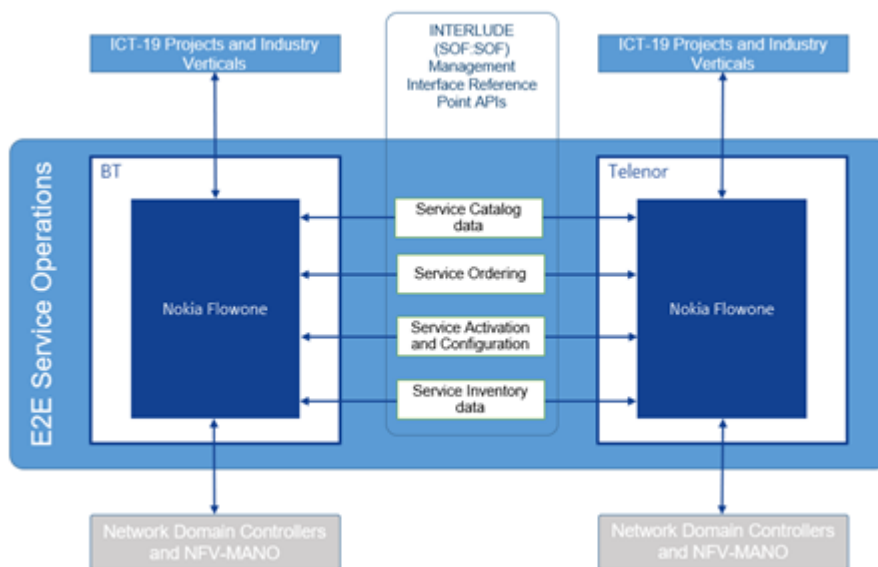 ICT-19 Projects and Industry
Verticals
INTERLUDE
(SOF:SOF)
Management
Interface Reference
Point APIs
ICT-19 Projects and Industry
Verticals
E2E Service Operations
BT
Telenor
Nokia Flowone
Service Catalog
data
Service Ordering
Service Activation
and Configuration
Service Inventory
data
Nokia Flowone
Network Domain Controllers
and NFV-MANO
Network Domain Controllers
and NFV-MANO